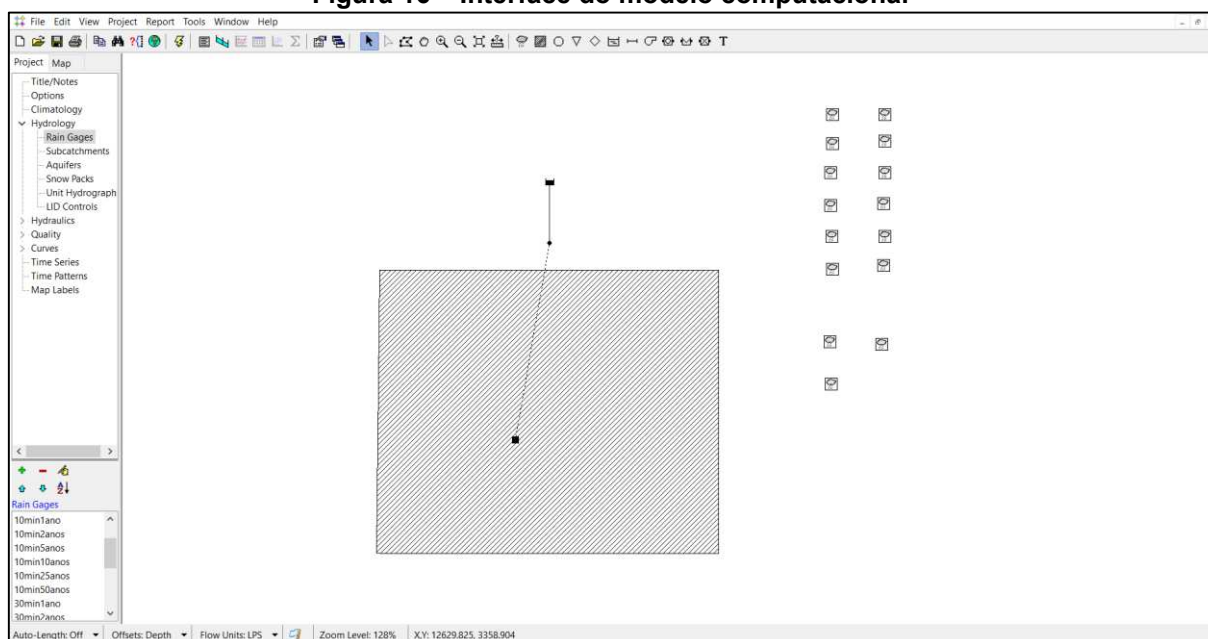 Figura 10 – Interface do modelo computacional
File Edit View Project Report Tools Window Help
Project Map
Title/Notes
Options
Climatology
Hydrology
Rain Gages
Subcatchments
Aquifers
Snow Packs
Unit Hydrograph
LID Controls
Hydraulics
Quality
Curves
Time Series
Time Patterns
Map Labels
Rain Gages
10min1ano
10min2anos
10min5anos
10min10anos
10min25anos
10min50anos
30min1ano
30min2anos
Auto-Length: Off Offsets: Depth Flow Units: LPS Zoom Level: 128% X,Y: 12629.825, 3358.904